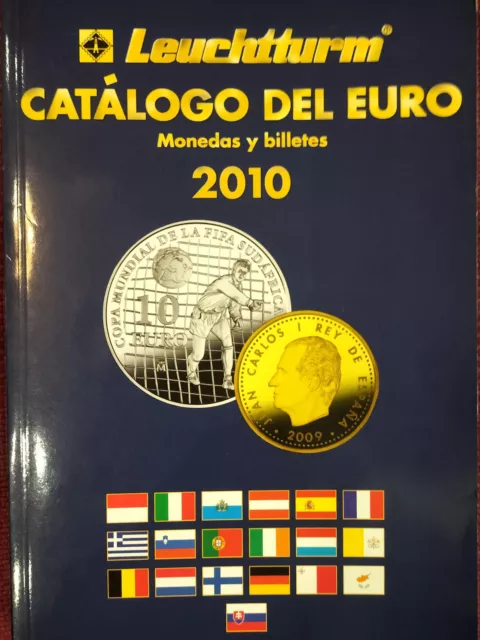 Leuchtturm®
CATÁLOGO DEL EURO
Monedas y billetes
2010
COPA MUNDIAL DE LA FIFA SUDÁFRICA
10
EURO
M
JUAN CARLOS I REY DE ESPAÑA
2009